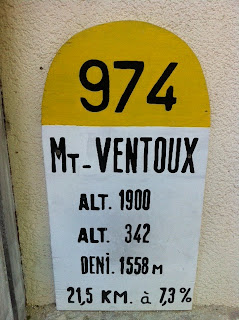 974
MT-VENTOUX
ALT. 1900
ALT. 342
DENI. 1558 M
21,5 KM. à 7,3%